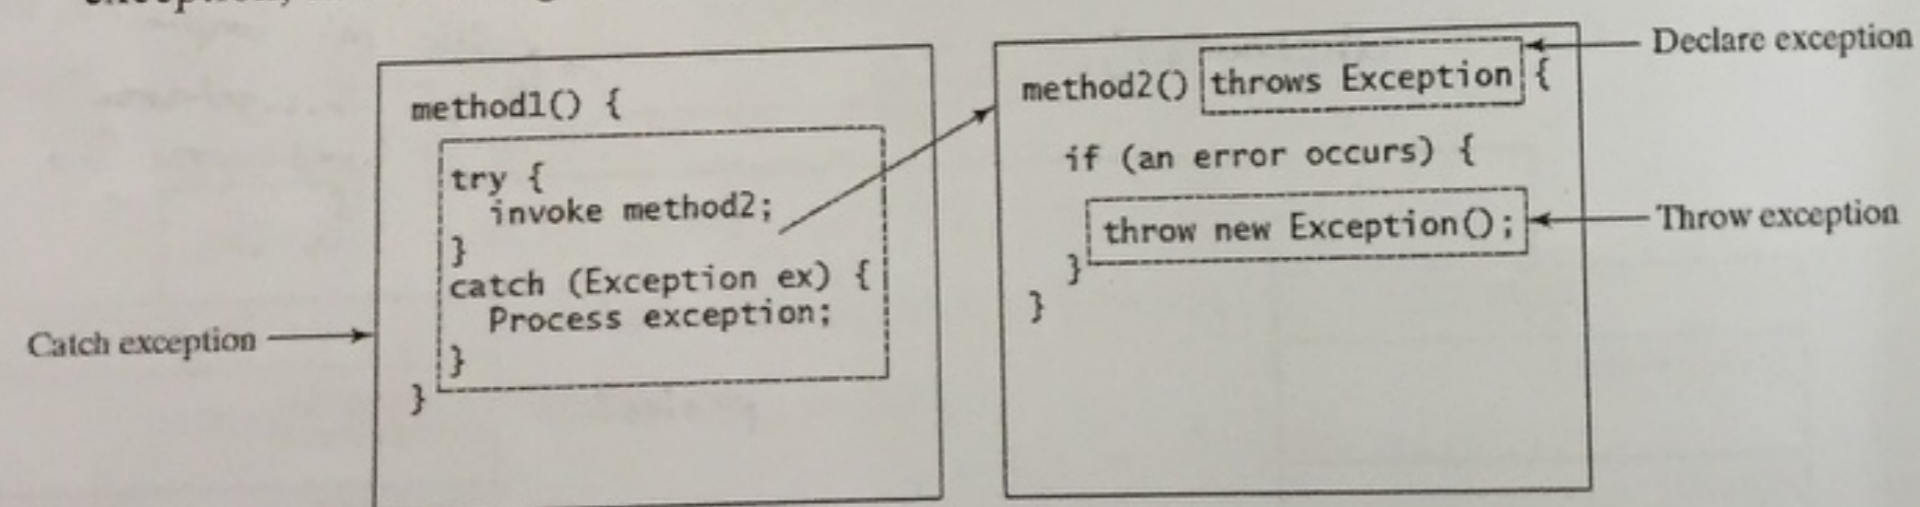 method1() {
try {
invoke method2;
}
catch (Exception ex) {
Process exception;
}
}
Catch exception
method2() throws Exception {
if (an error occurs) {
throw new Exception();
}
}
Declare exception
Throw exception